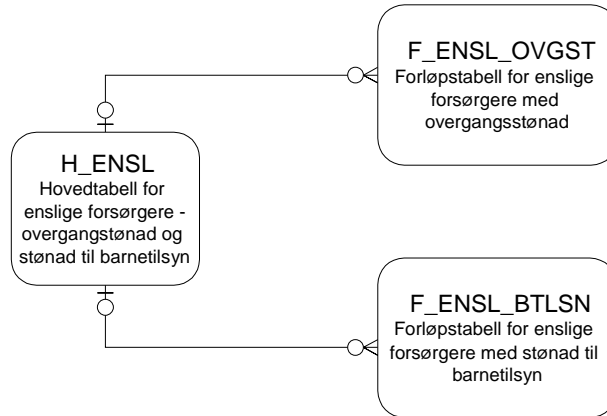 F_ENSL_OVGST
Forløpstabell for enslige
forsørgere med
overgangsstønad
H_ENSL
Hovedtabell for
enslige forsørgere -
overgangstønad og
stønad til barnetilsyn
F_ENSL_BTLSN
Forløpstabell for enslige
forsørgere med stønad til
barnetilsyn